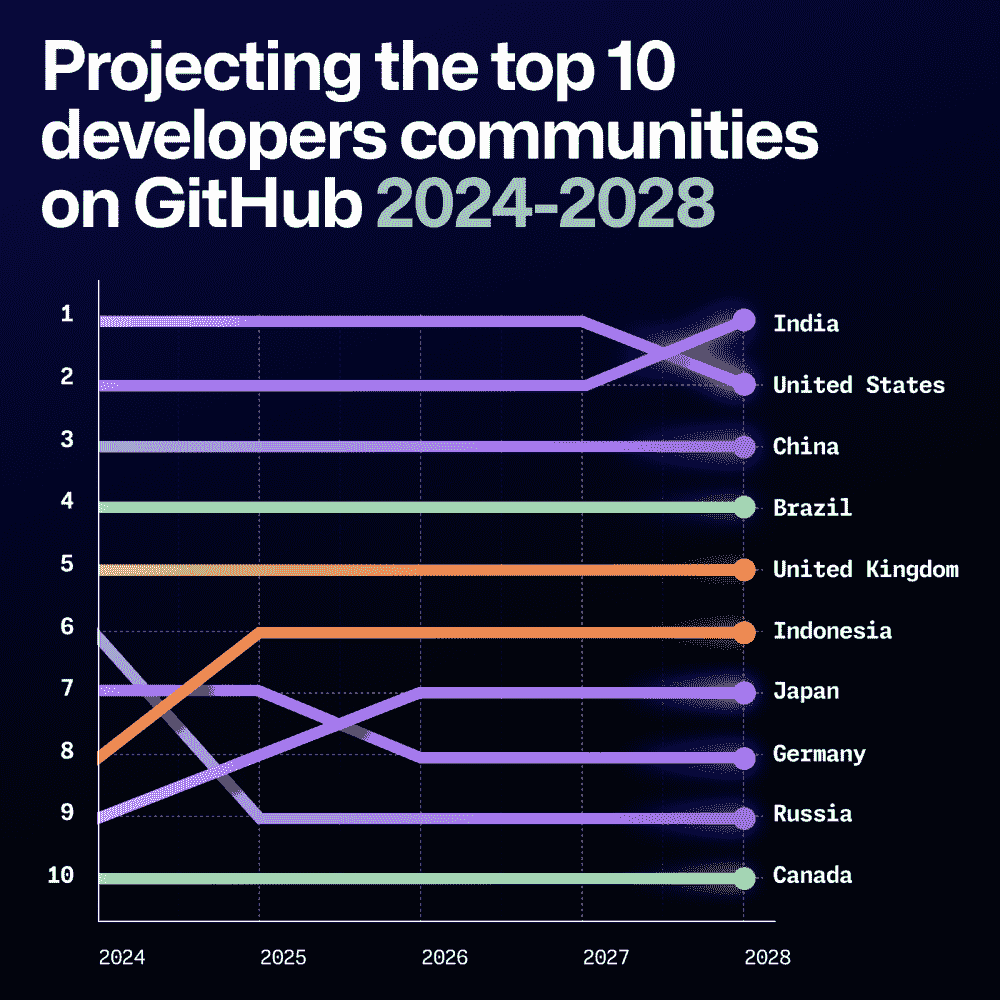 Projecting the top 10
developers communities
on GitHub 2024-2028
1
India
2
United States
3
China
4
Brazil
5
United Kingdom
6
Indonesia
7
Japan
8
Germany
9
Russia
10
Canada
2024 2025 2026 2027 2028